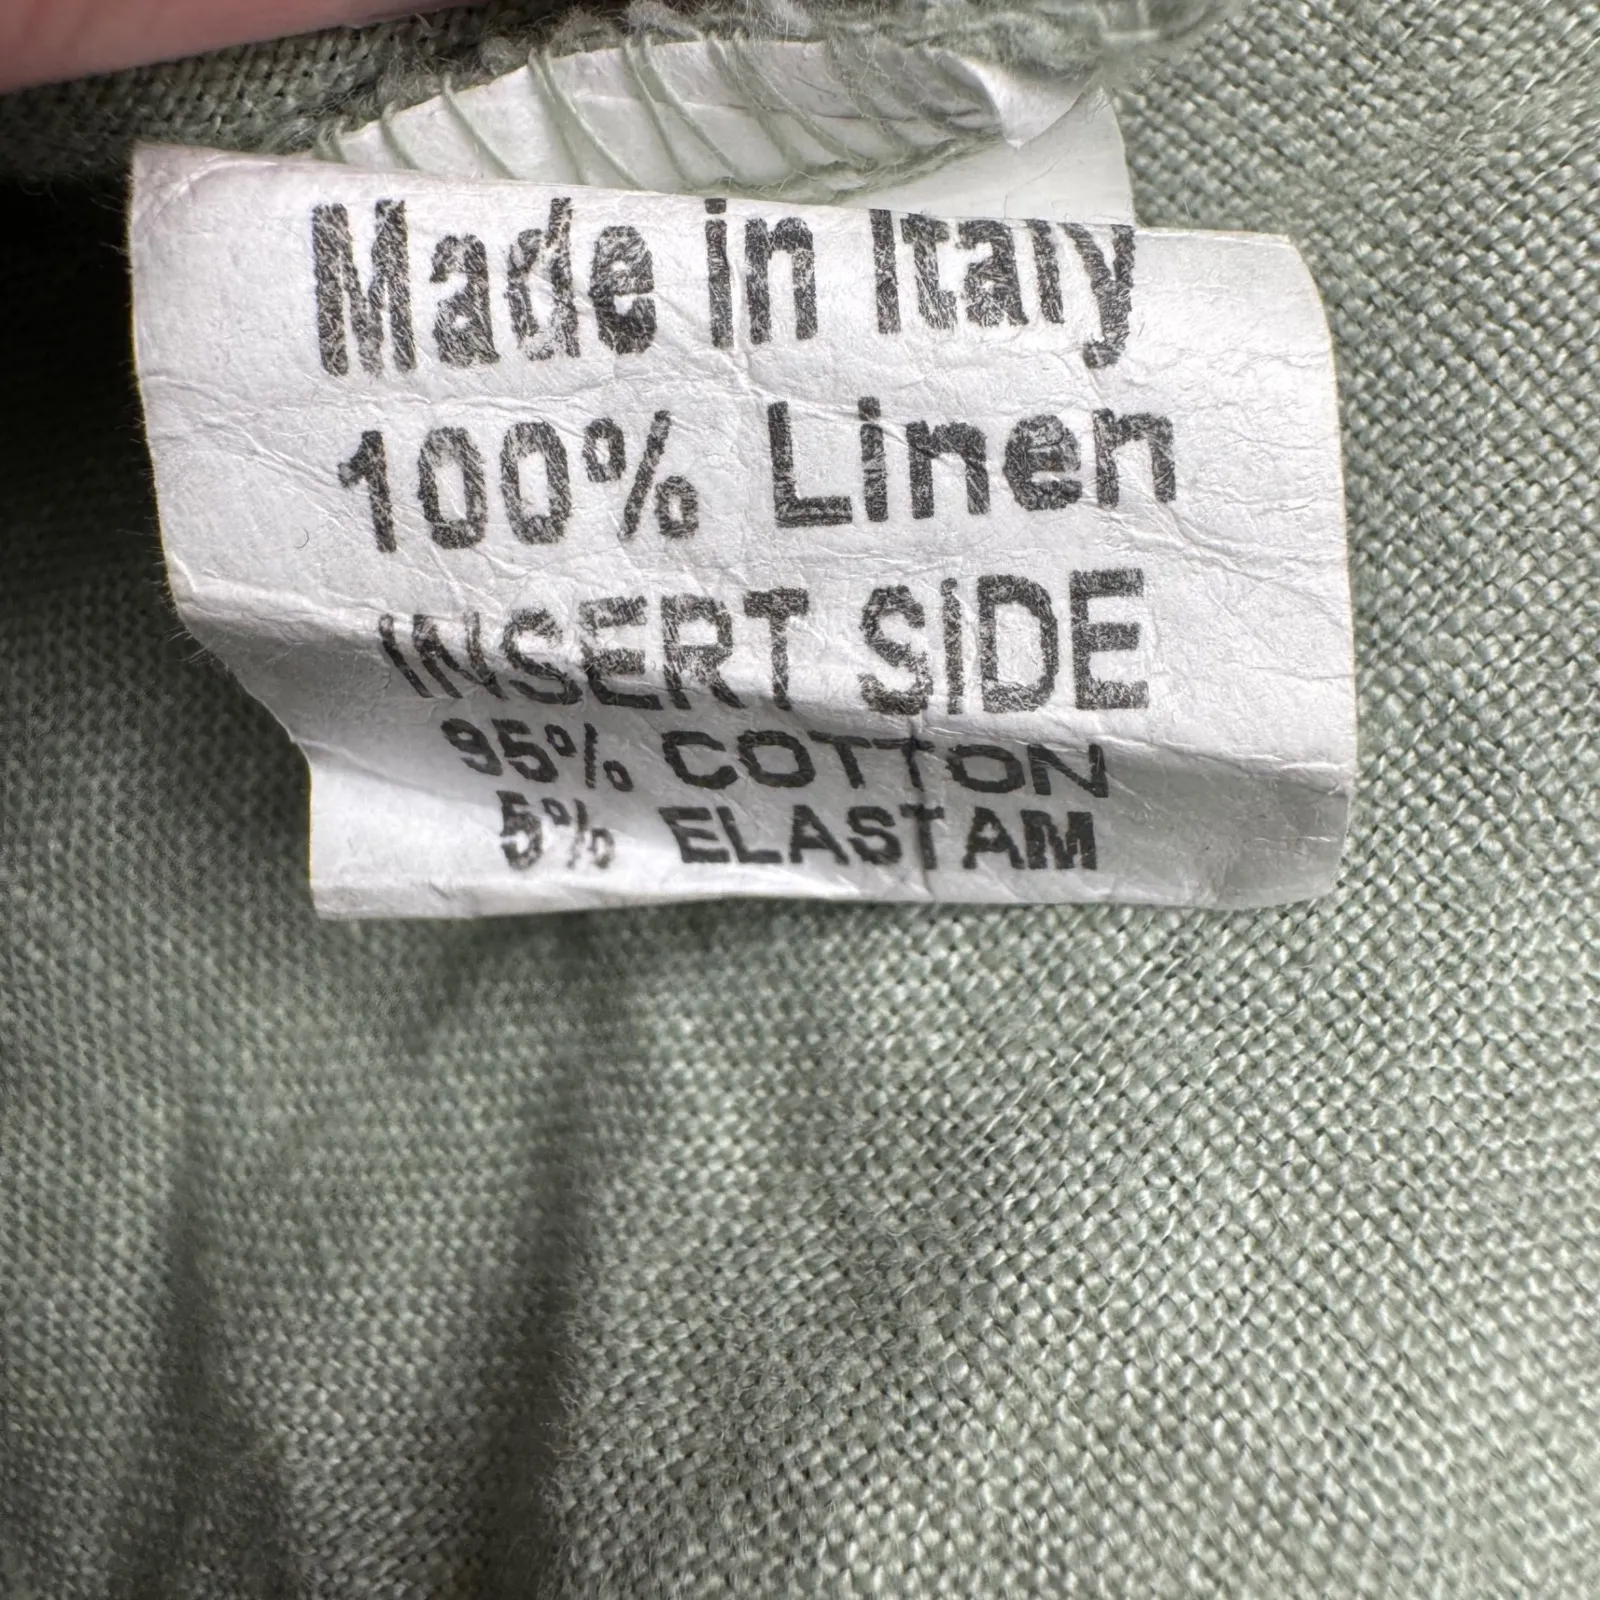 Made in Italy
100% Linen
INSERT SIDE
95% COTTON
5% ELASTAM